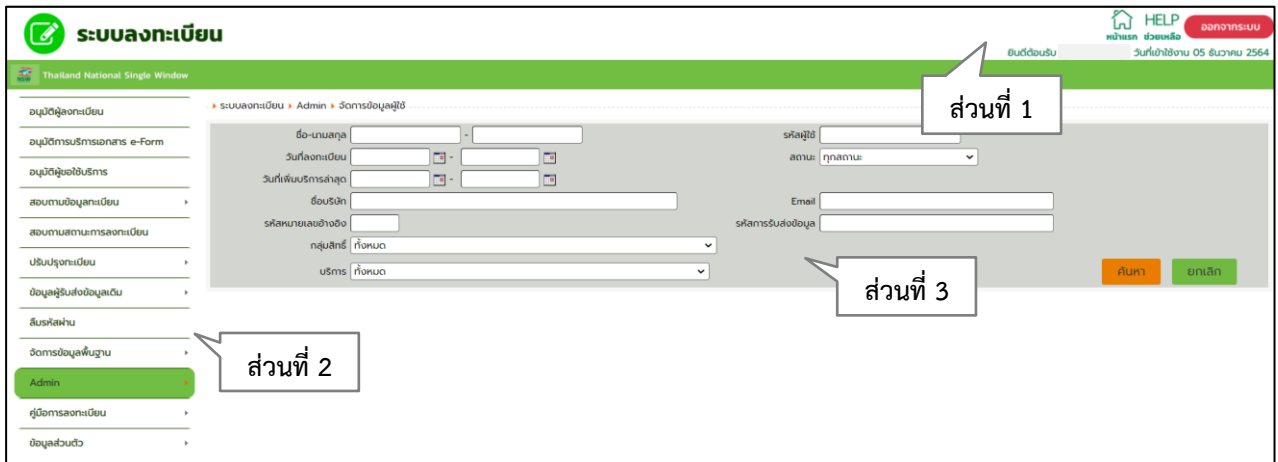 ระบบลงทะเบียน
HELP
หน้าแรก ช่วยเหลือ
ออกจากระบบ
ยินดีต้อนรับ วันที่เข้าใช้งาน 05 ธันวาคม 2564
NSW Thailand National Single Window
ส่วนที่ 1
ระบบลงทะเบียน Admin จัดการข้อมูลผู้ใช้
อนุมัติผู้ลงทะเบียน
อนุมัติการบริการเอกสาร e-Form
อนุมัติผู้ขอใช้บริการ
สอบถามข้อมูลทะเบียน
สอบถามสถานะการลงทะเบียน
ปรับปรุงทะเบียน
ข้อมูลผู้รับส่งข้อมูลเดิม
ลืมรหัสผ่าน
จัดการข้อมูลพื้นฐาน
Admin
คู่มือการลงทะเบียน
ข้อมูลส่วนตัว
ส่วนที่ 2
ชื่อ-นามสกุล - รหัสผู้ใช้
วันที่ลงทะเบียน - สถานะ ทุกสถานะ
วันที่เพิ่มบริการล่าสุด -
ชื่อบริษัท Email
รหัสหมายเลขอ้างอิง รหัสการรับส่งข้อมูล
กลุ่มสิทธิ์ ทั้งหมด
บริการ ทั้งหมด
ค้นหา ยกเลิก
ส่วนที่ 3